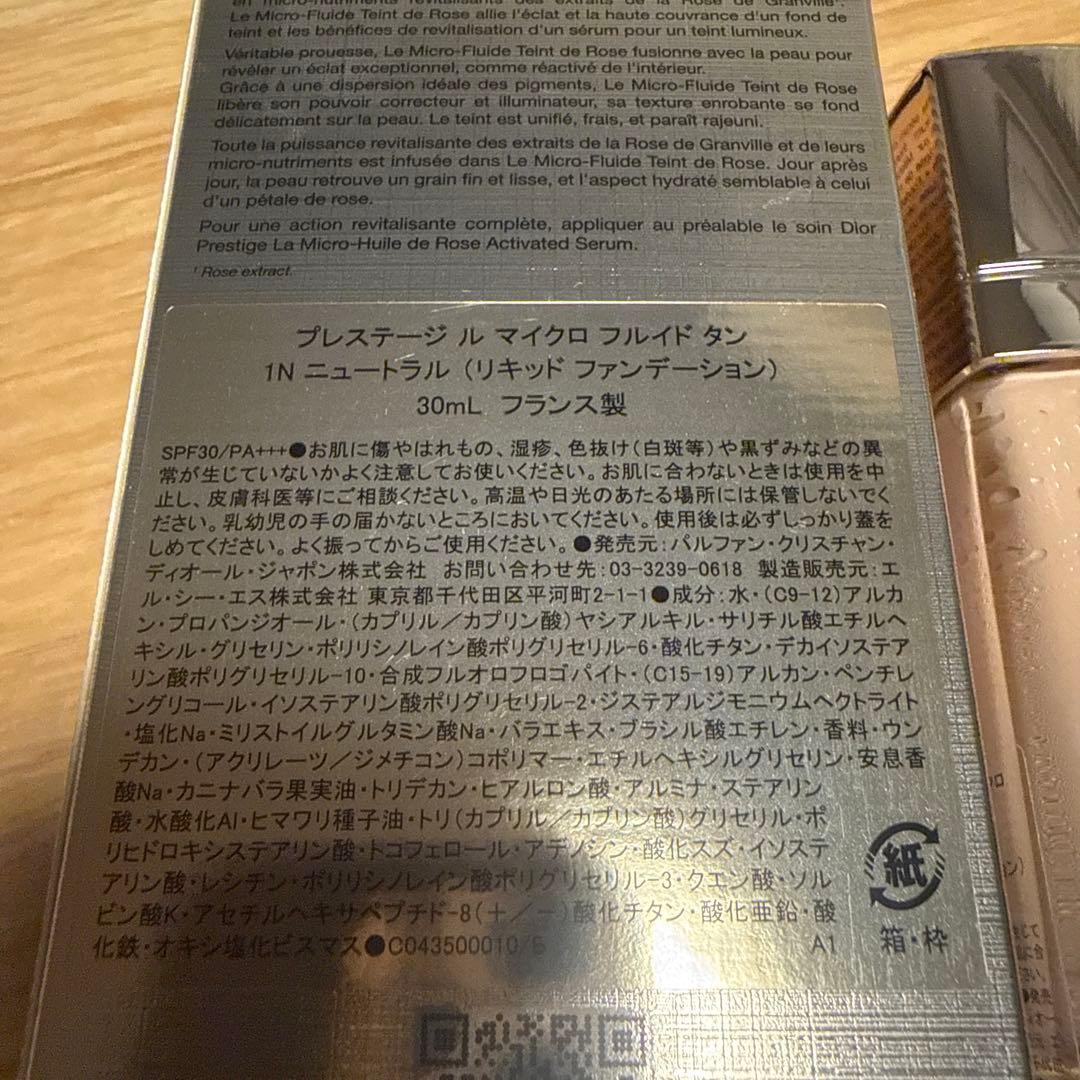 en micro-nutriments revitalisants des extraits de la Rose de Granville¹.
Le Micro-Fluide Teint de Rose allie l'éclat et la haute couvrance d'un fond de
teint et les bénéfices de revitalisation d'un sérum pour un teint lumineux.
Véritable prouesse, Le Micro-Fluide Teint de Rose fusionne avec la peau pour
révéler un éclat exceptionnel, comme réactivé de l'intérieur.
Grâce à une dispersion idéale des pigments, Le Micro-Fluide Teint de Rose
libère son pouvoir correcteur et illuminateur, sa texture enrobante se fond
délicatement sur la peau. Le teint est unifié, frais, et paraît rajeuni.
Toute la puissance revitalisante des extraits de la Rose de Granville et de leurs
micro-nutriments est infusée dans Le Micro-Fluide Teint de Rose. Jour après
jour, la peau retrouve un grain fin et lisse, et l'aspect hydraté semblable à celui
d'un pétale de rose.
Pour une action revitalisante complète, appliquer au préalable le soin Dior
Prestige La Micro-Huile de Rose Activated Serum.
¹ Rose extract.
プレステージ ル マイクロ フルイド タン
1N ニュートラル（リキッド ファンデーション）
30mL フランス製
SPF30/PA+++●お肌に傷やはれもの、湿疹、色抜け(白斑等)や黒ずみなどの異
常が生じていないかよく注意してお使いください。お肌に合わないときは使用を中
止し、皮膚科医等にご相談ください。高温や日光のあたる場所には保管しないでく
ださい。乳幼児の手の届かないところにおいてください。使用後は必ずしっかり蓋を
しめてください。よく振ってからご使用ください。●発売元:パルファン・クリスチャン・
ディオール・ジャポン株式会社 お問い合わせ先:03-3239-0618 製造販売元:エ
ル・シー・エス株式会社 東京都千代田区平河町2-1-1●成分:水・(C9-12)アルカ
ン・プロパンジオール・(カプリル/カプリン酸)ヤシアルキル・サリチル酸エチルヘ
キシル・グリセリン・ポリリシノレイン酸ポリグリセリル-6・酸化チタン・デカイソステア
リン酸ポリグリセリル-10・合成フルオロフロゴパイト・(C15-19)アルカン・ペンチレ
ングリコール・イソステアリン酸ポリグリセリル-2・ジステアルジモニウムヘクトライト
・塩化Na・ミリストイルグルタミン酸Na・バラエキス・ブラシル酸エチレン・香料・ウン
デカン・(アクリレーツ/ジメチコン)コポリマー・エチルヘキシルグリセリン・安息香
酸Na・カニナバラ果実油・トリデカン・ヒアルロン酸・アルミナ・ステアリン
酸・水酸化Al・ヒマワリ種子油・トリ(カプリル/カプリン酸)グリセリル・ポ
リヒドロキシステアリン酸・トコフェロール・アデノシン・酸化スズ・イソステ
アリン酸・レシチン・ポリリシノレイン酸ポリグリセリル-3・クエン酸・ソル
ビン酸K・アセチルヘキサペプチド-8(+/-)酸化チタン・酸化亜鉛・酸
化鉄・オキシ塩化ビスマス●C043500010/5 A1
紙
箱・枠